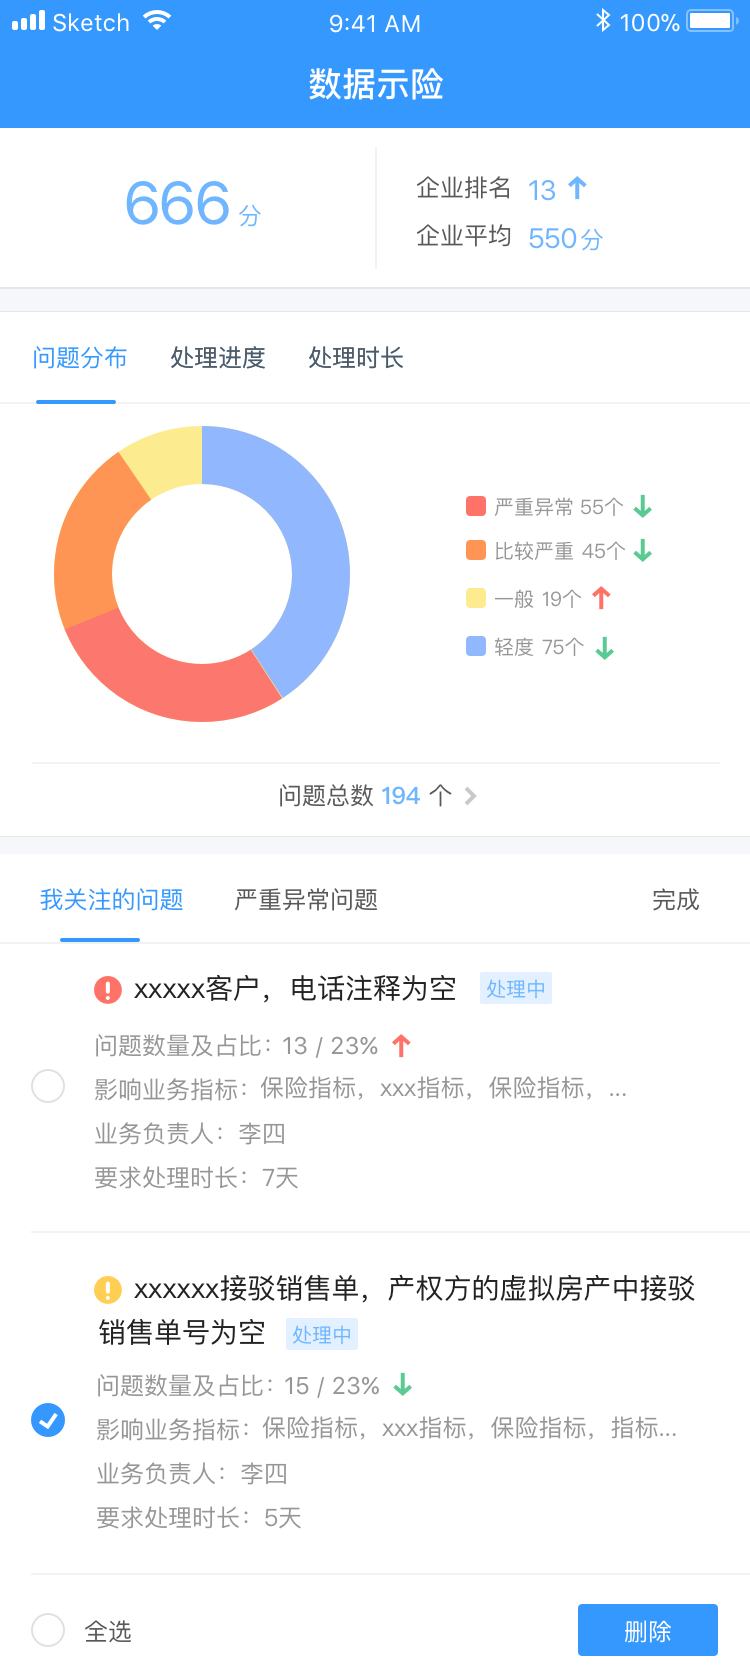 Sketch 9:41 AM 100%
数据示险
666分
企业排名 13
企业平均 550分
问题分布 处理进度 处理时长
严重异常 55个
比较严重 45个
一般 19个
轻度 75个
问题总数 194 个
我关注的问题 严重异常问题 完成
xxxxx客户，电话注释为空 处理中
问题数量及占比：13 / 23%
影响业务指标：保险指标，xxx指标，保险指标，...
业务负责人：李四
要求处理时长：7天
xxxxxx接驳销售单，产权方的虚拟房产中接驳
销售单号为空 处理中
问题数量及占比：15 / 23%
影响业务指标：保险指标，xxx指标，保险指标，指标...
业务负责人：李四
要求处理时长：5天
全选 删除